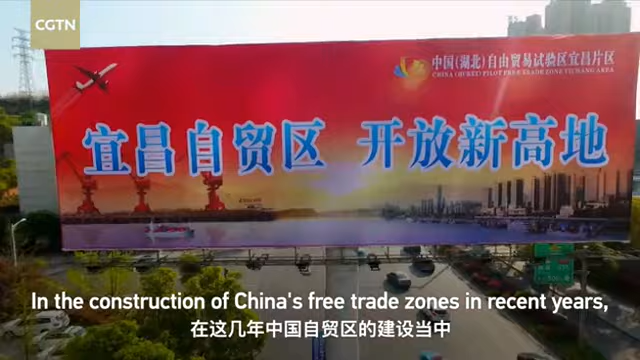 CGTN
中国(湖北)自由贸易试验区宜昌片区
CHINA (HUBEI) PILOT FREE TRADE ZONE YICHANG AREA
宜昌自贸区 开放新高地
In the construction of China's free trade zones in recent years,
在这几年中国自贸区的建设当中